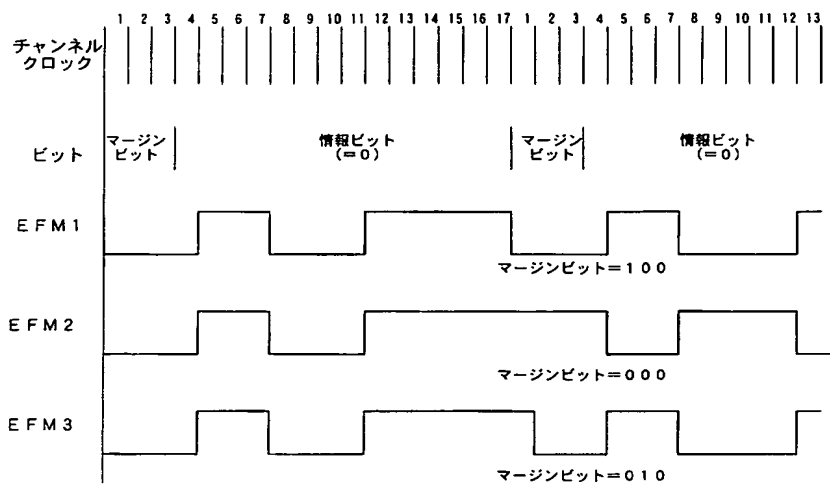 1 2 3 4 5 6 7 8 9 10 11 12 13 14 15 16 17 1 2 3 4 5 6 7 8 9 10 11 12 13
チャンネル
クロック
ビット
マージン
ビット
情報ビット
(=0)
マージン
ビット
情報ビット
(=0)
EFM1
マージンビット=100
EFM2
マージンビット=000
EFM3
マージンビット=010